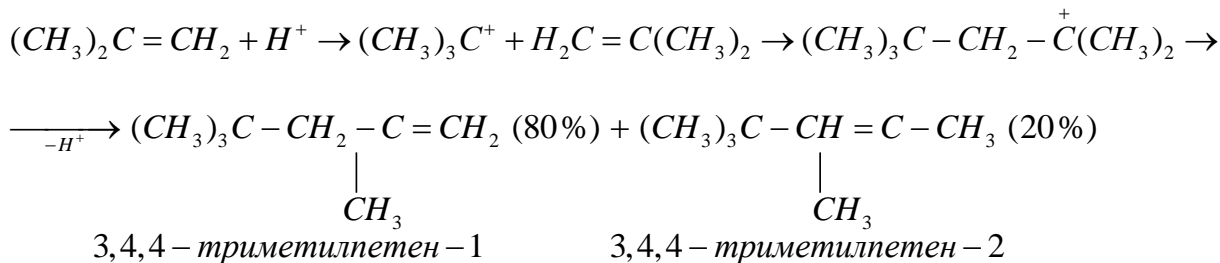 (CH₃)₂C = CH₂ + H⁺ → (CH₃)₃C⁺ + H₂C = C(CH₃)₂ → (CH₃)₃C − CH₂ − C⁺(CH₃)₂ →
—−H⁺→ (CH₃)₃C − CH₂ − C = CH₂ (80%) + (CH₃)₃C − CH = C − CH₃ (20%)
| |
CH₃ CH₃
3,4,4 − триметилпетен − 1 3,4,4 − триметилпетен − 2